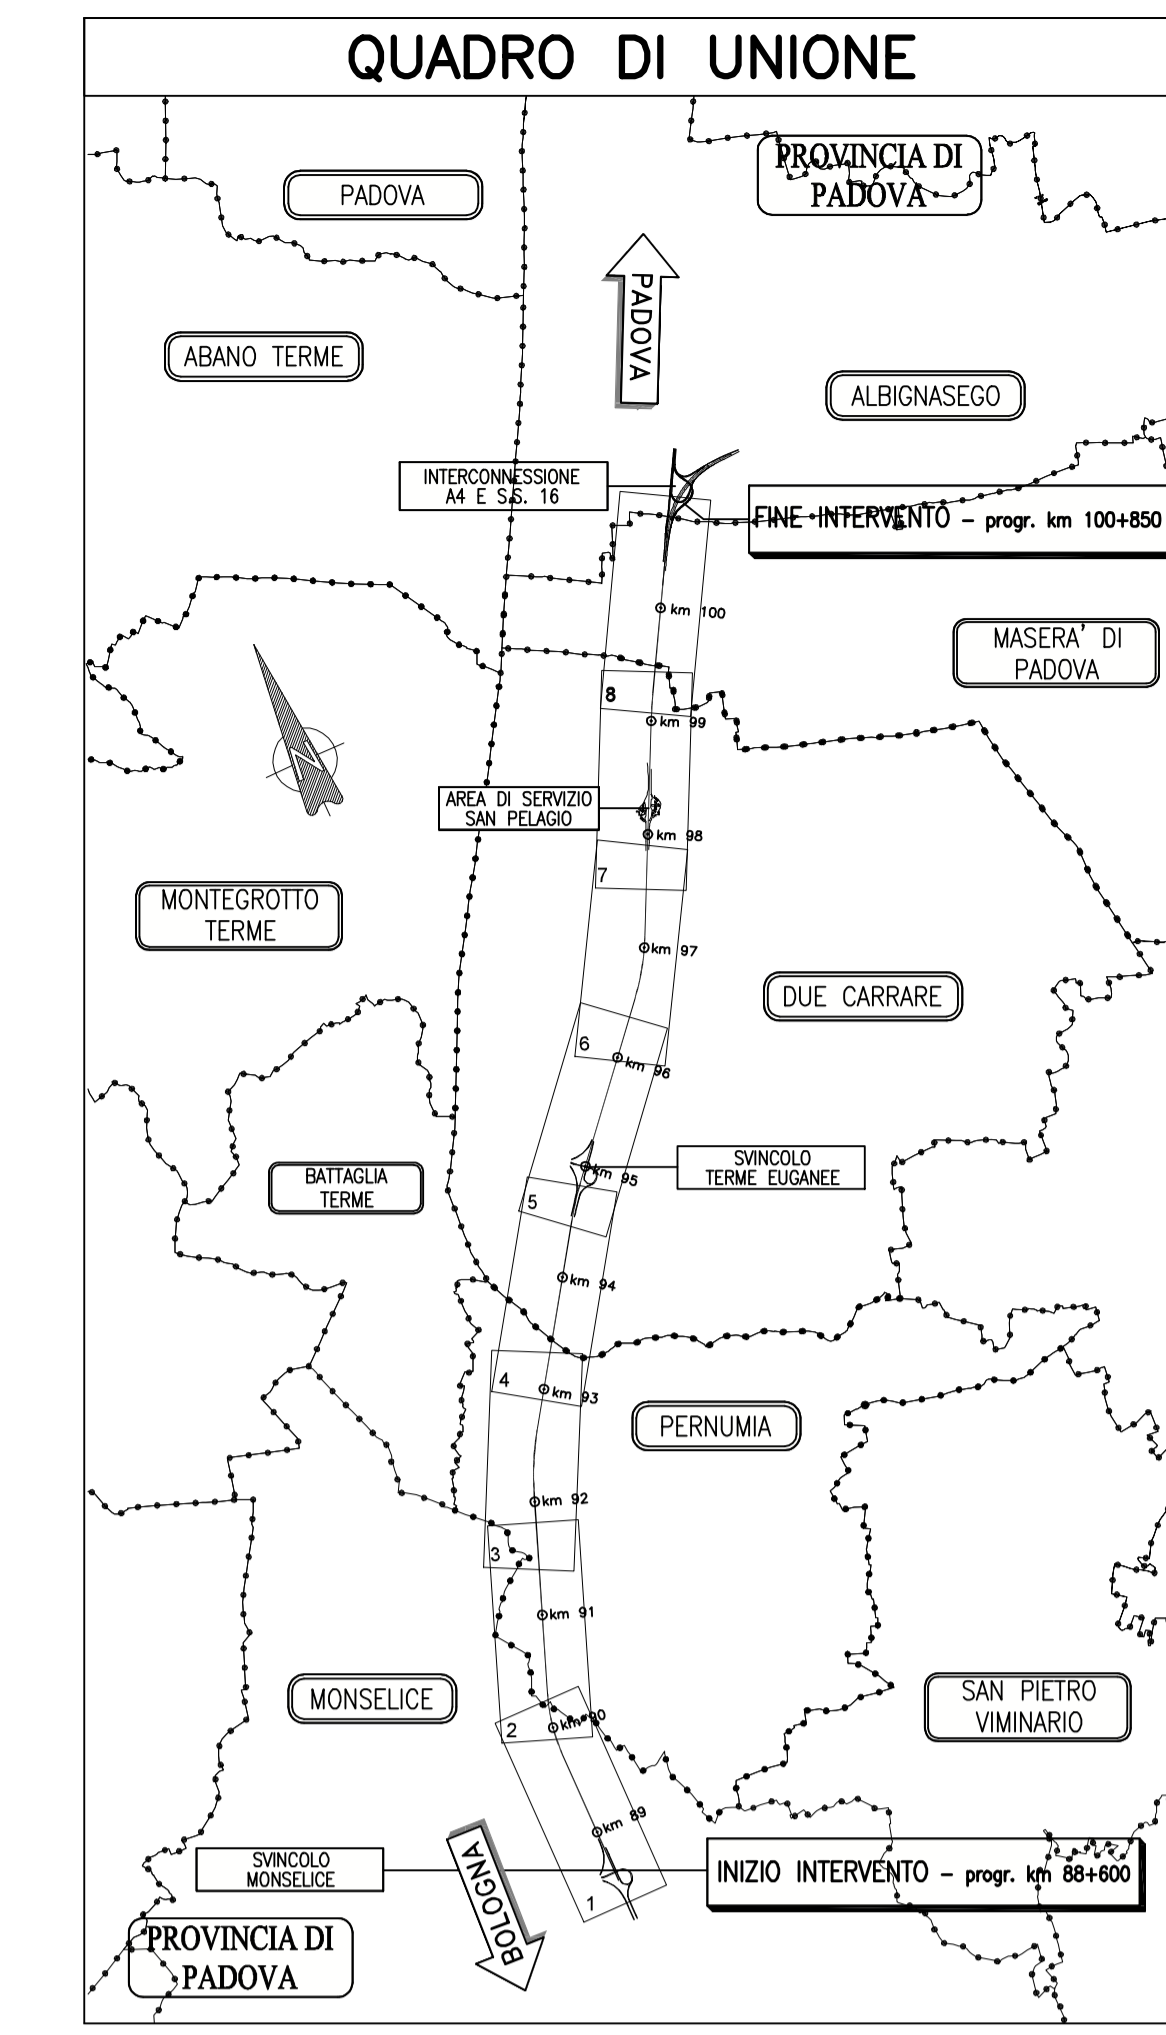 QUADRO DI UNIONE
PROVINCIA DI
PADOVA
PADOVA
PADOVA
ABANO TERME
ALBIGNASEGO
INTERCONNESSIONE
A4 E S.S. 16
FINE INTERVENTO – progr. km 100+850
km 100
MASERA' DI
PADOVA
8
km 99
N
AREA DI SERVIZIO
SAN PELAGIO
km 98
7
MONTEGROTTO
TERME
km 97
DUE CARRARE
6
km 96
BATTAGLIA
TERME
SVINCOLO
TERME EUGANEE
km 95
5
km 94
4
km 93
PERNUMIA
km 92
3
km 91
MONSELICE
SAN PIETRO
VIMINARIO
2
km 90
km 89
SVINCOLO
MONSELICE
INIZIO INTERVENTO – progr. km 88+600
1
BOLOGNA
PROVINCIA DI
PADOVA